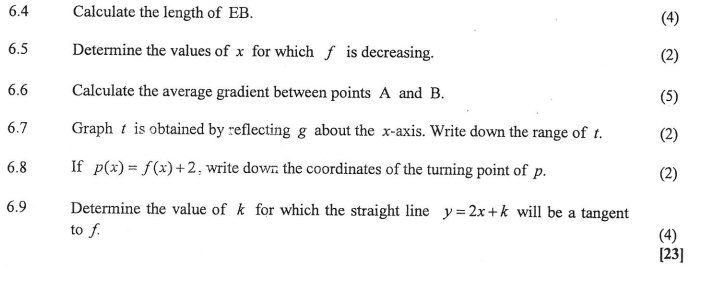 6.4 Calculate the length of EB. (4)
6.5 Determine the values of x for which f is decreasing. (2)
6.6 Calculate the average gradient between points A and B. (5)
6.7 Graph t is obtained by reflecting g about the x-axis. Write down the range of t. (2)
6.8 If p(x) = f(x) + 2, write down the coordinates of the turning point of p. (2)
6.9 Determine the value of k for which the straight line y = 2x + k will be a tangent
to f. (4)
[23]